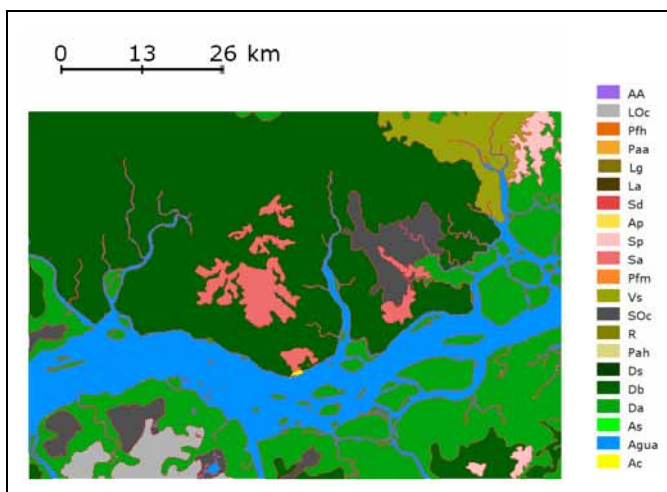 0 13 26 km
AA
LOc
Pfh
Paa
Lg
La
Sd
Ap
Sp
Sa
Pfm
Vs
SOc
R
Pah
Ds
Db
Da
As
Agua
Ac